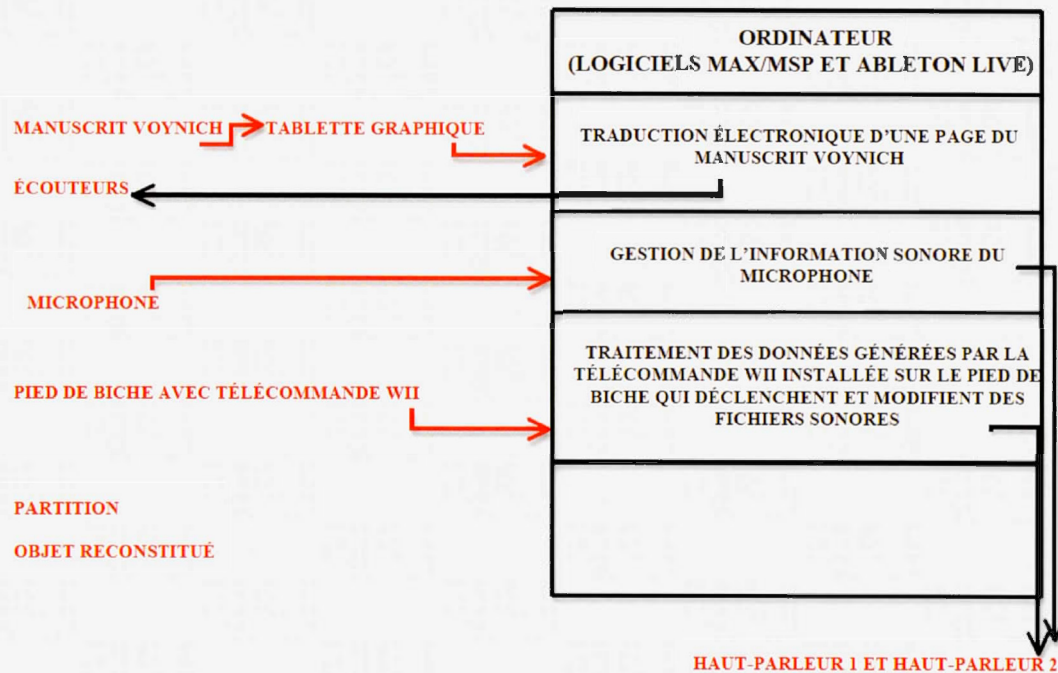 ORDINATEUR
(LOGICIELS MAX/MSP ET ABLETON LIVE)
MANUSCRIT VOYNICH
TABLETTE GRAPHIQUE
TRADUCTION ÉLECTRONIQUE D'UNE PAGE DU
MANUSCRIT VOYNICH
ÉCOUTEURS
GESTION DE L'INFORMATION SONORE DU
MICROPHONE
MICROPHONE
TRAITEMENT DES DONNÉES GÉNÉRÉES PAR LA
TÉLÉCOMMANDE WII INSTALLÉE SUR LE PIED DE
BICHE QUI DÉCLENCHENT ET MODIFIENT DES
FICHIERS SONORES
PIED DE BICHE AVEC TÉLÉCOMMANDE WII
PARTITION
OBJET RECONSTITUÉ
HAUT-PARLEUR 1 ET HAUT-PARLEUR 2